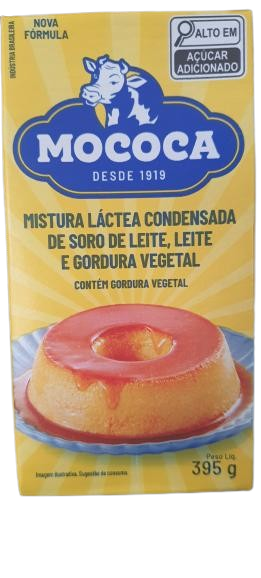 INDÚSTRIA BRASILEIRA
NOVA
FÓRMULA
ALTO EM
AÇÚCAR
ADICIONADO
MOCOCA
DESDE 1919
MISTURA LÁCTEA CONDENSADA
DE SORO DE LEITE, LEITE
E GORDURA VEGETAL
CONTÉM GORDURA VEGETAL
Peso Líq.
395 g
Imagem ilustrativa. Sugestão de consumo.